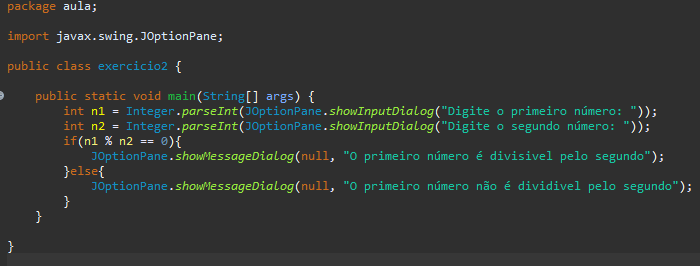 package aula;
import javax.swing.JOptionPane;
public class exercicio2 {
public static void main(String[] args) {
int n1 = Integer.parseInt(JOptionPane.showInputDialog("Digite o primeiro número: "));
int n2 = Integer.parseInt(JOptionPane.showInputDialog("Digite o segundo número: "));
if(n1 % n2 == 0){
JOptionPane.showMessageDialog(null, "O primeiro número é divisivel pelo segundo");
}else{
JOptionPane.showMessageDialog(null, "O primeiro número não é dividivel pelo segundo");
}
}
}